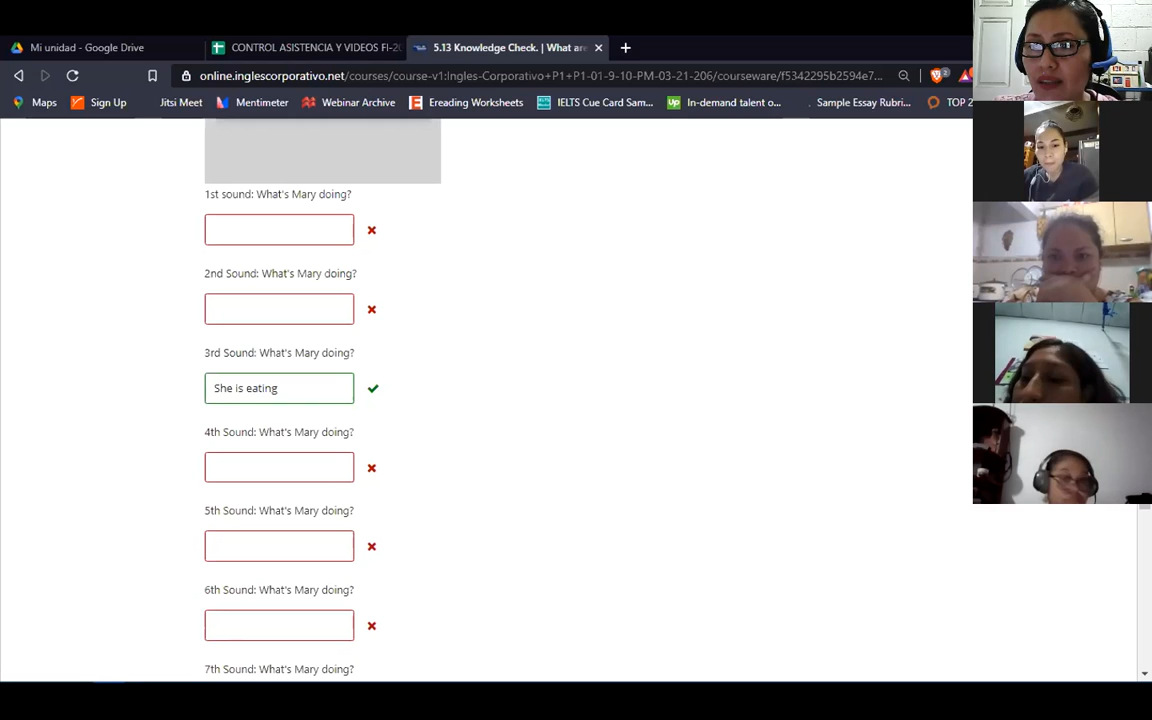 Mi unidad - Google Drive
CONTROL ASISTENCIA Y VIDEOS FI-20
5.13 Knowledge Check. | What are
online.inglescorporativo.net/courses/course-v1:Ingles-Corporativo+P1+P1-01-9-10-PM-03-21-206/courseware/f5342295b2594e7...
2
Maps
Sign Up
Jitsi Meet
Mentimeter
Webinar Archive
Ereading Worksheets
IELTS Cue Card Sam...
In-demand talent o...
Sample Essay Rubri...
TOP 2
1st sound: What's Mary doing?
2nd Sound: What's Mary doing?
3rd Sound: What's Mary doing?
She is eating
4th Sound: What's Mary doing?
5th Sound: What's Mary doing?
6th Sound: What's Mary doing?
7th Sound: What's Mary doing?